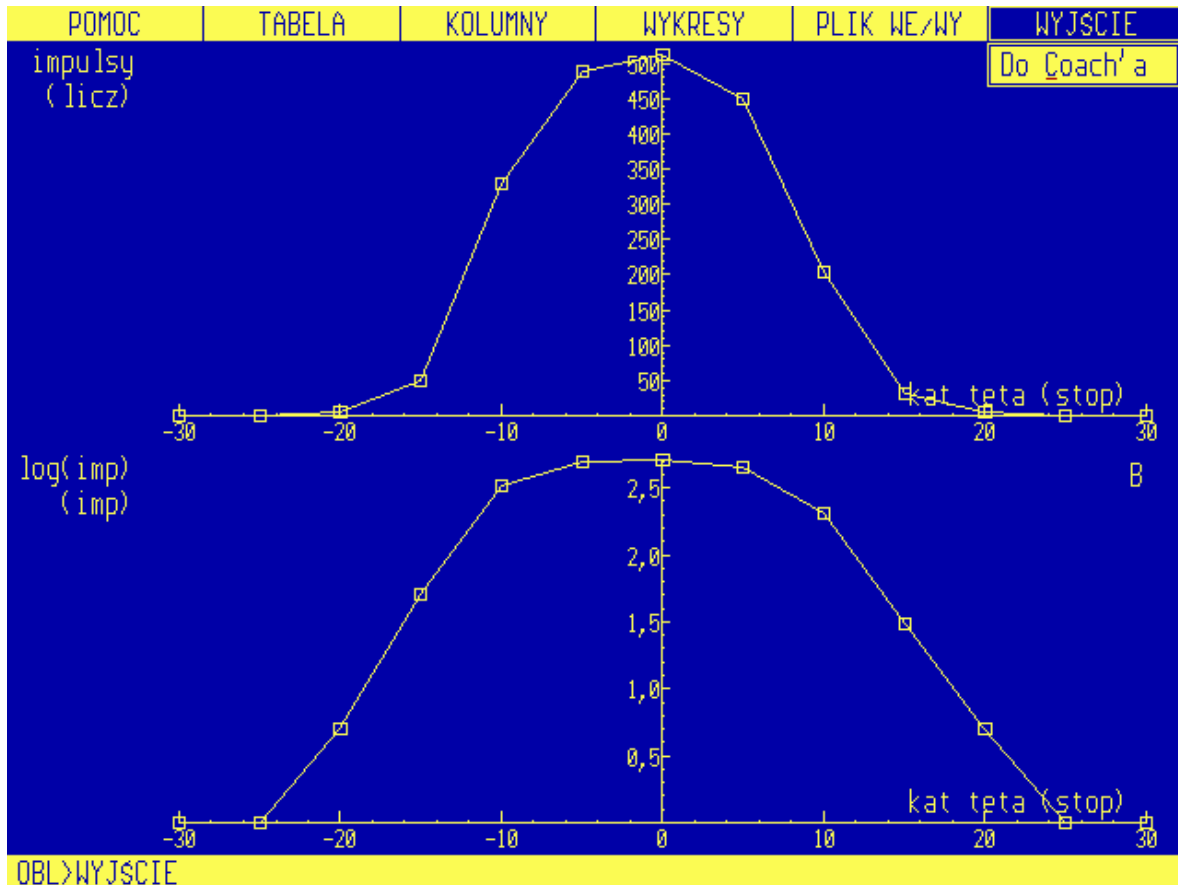 POMOC TABELA KOLUMNY WYKRESY PLIK WE/WY WYJŚCIE
Do Coach'a
impulsy
(licz)
500
450
400
350
300
250
200
150
100
50
kat teta (stop)
-30 -20 -10 0 10 20 30
log(imp)
(imp)
B
2,5
2,0
1,5
1,0
0,5
kat teta (stop)
-30 -20 -10 0 10 20 30
OBL>WYJŚCIE